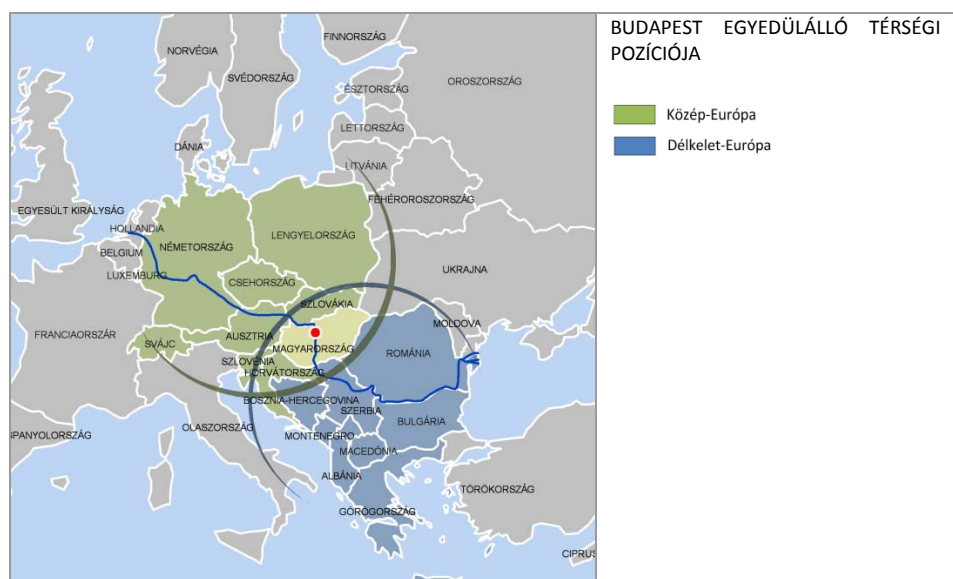 BUDAPEST EGYEDÜLÁLLÓ TÉRSÉGI
POZÍCIÓJA
Közép-Európa
Délkelet-Európa
FINNORSZÁG
NORVÉGIA
SVÉDORSZÁG
OROSZORSZÁG
ÉSZTORSZÁG
LETTORSZÁG
DÁNIA
LITVÁNIA
FEHÉROROSZORSZÁG
EGYESÜLT KIRÁLYSÁG
HOLLANDIA
LENGYELORSZÁG
NÉMETORSZÁG
BELGIUM
UKRAJNA
LUXEMBURG
CSEHORSZÁG
SZLOVÁKIA
MOLDOVA
FRANCIAORSZÁR
AUSZTRIA
SVÁJC
MAGYARORSZÁG
ROMÁNIA
SZLOVÉNIA
HORVÁTORSZÁG
BOSZNIA-HERCEGOVINA
SZERBIA
OLASZORSZÁG
BULGÁRIA
MONTENEGRO
IPANYOLORSZÁG
MACEDÓNIA
ALBÁNIA
TÖRÖKORSZÁG
GÖRÖGORSZÁG
CIPRUS